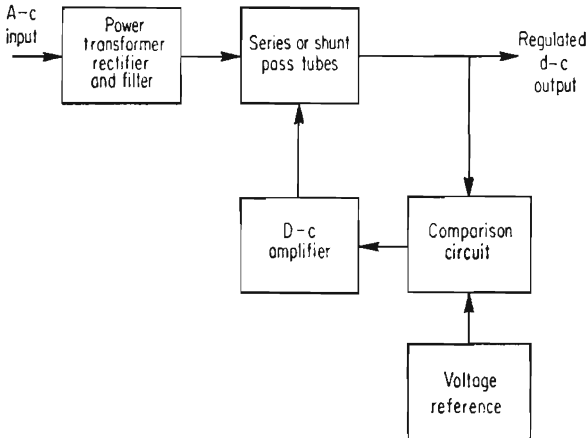 A-c
input
Power
transformer
rectifier
and filter
Series or shunt
pass tubes
Regulated
d-c
output
D-c
amplifier
Comparison
circuit
Voltage
reference